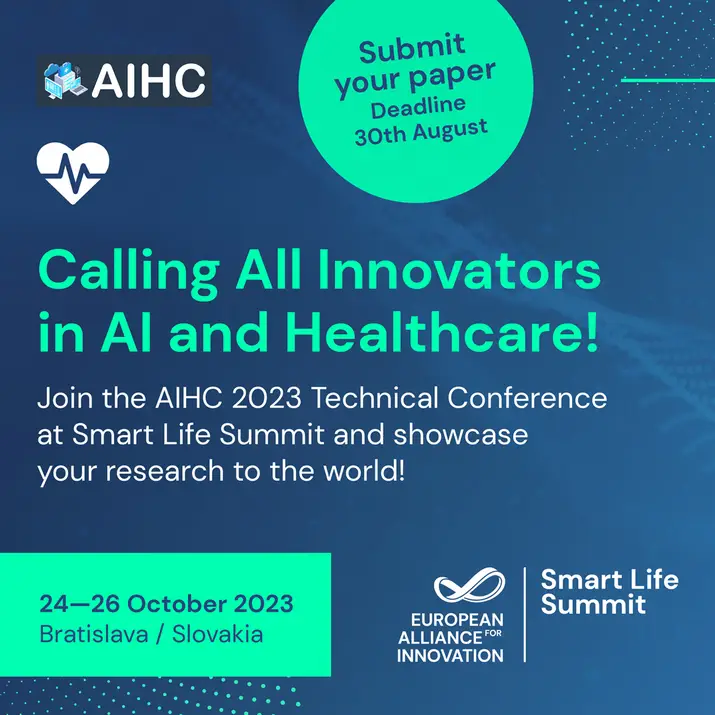 AIHC
Submit
your paper
Deadline
30th August
Calling All Innovators
in AI and Healthcare!
Join the AIHC 2023 Technical Conference
at Smart Life Summit and showcase
your research to the world!
24—26 October 2023
Bratislava / Slovakia
EUROPEAN
ALLIANCE FOR
INNOVATION
Smart Life
Summit